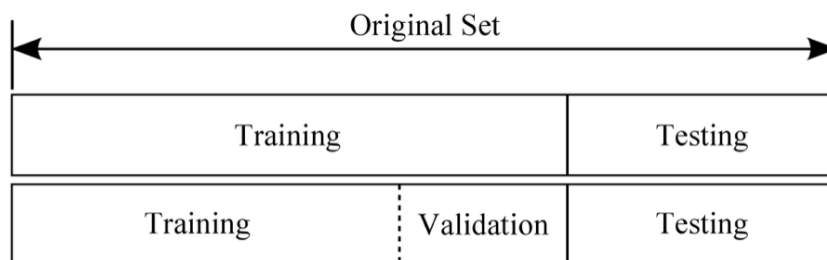 Original Set
Training Testing
Training Validation Testing